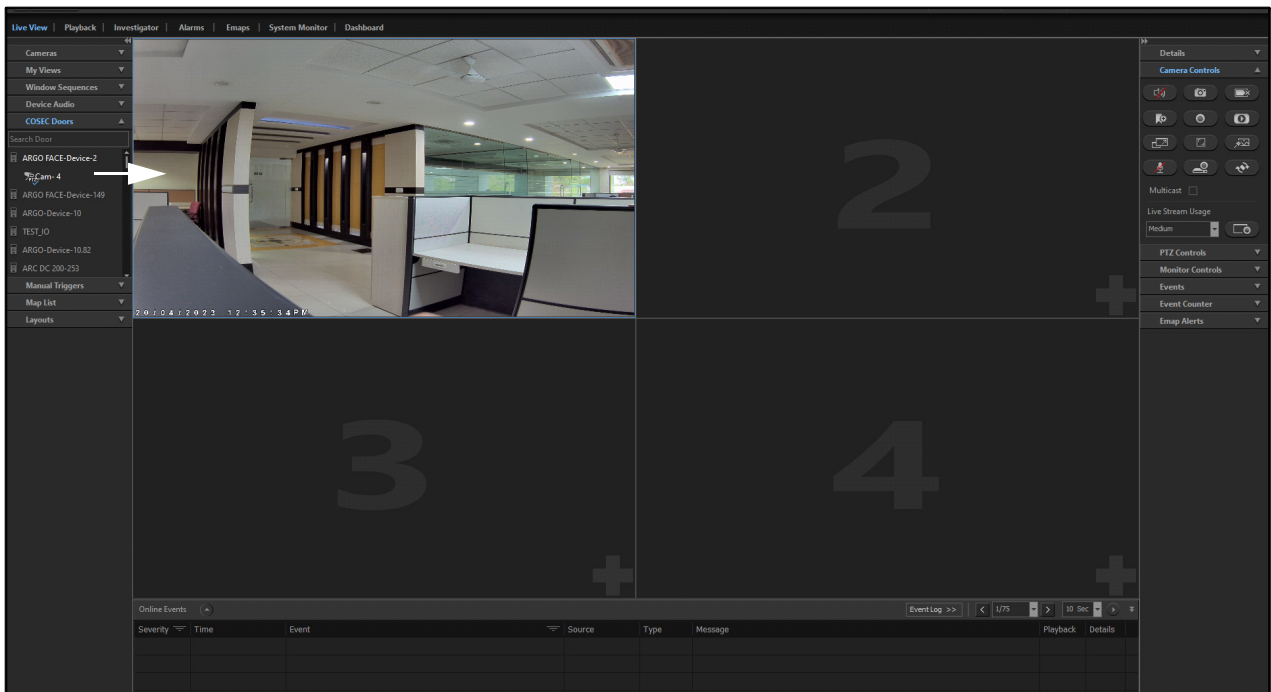 Live View | Playback | Investigator | Alarms | Emaps | System Monitor | Dashboard
Cameras
My Views
Window Sequences
Device Audio
COSEC Doors
Search Door
ARGO FACE-Device-2
Cam- 4
ARGO FACE-Device-149
ARGO-Device-10
TEST_IO
ARGO-Device-10.82
ARC DC 200-253
Manual Triggers
Map List
Layouts
20/04/2023 12:35:34PM
2
3
4
Details
Camera Controls
Multicast
Live Stream Usage
Medium
PTZ Controls
Monitor Controls
Events
Event Counter
Emap Alerts
Online Events
Event Log >>
1/75
10 Sec
Severity Time Event Source Type Message Playback Details